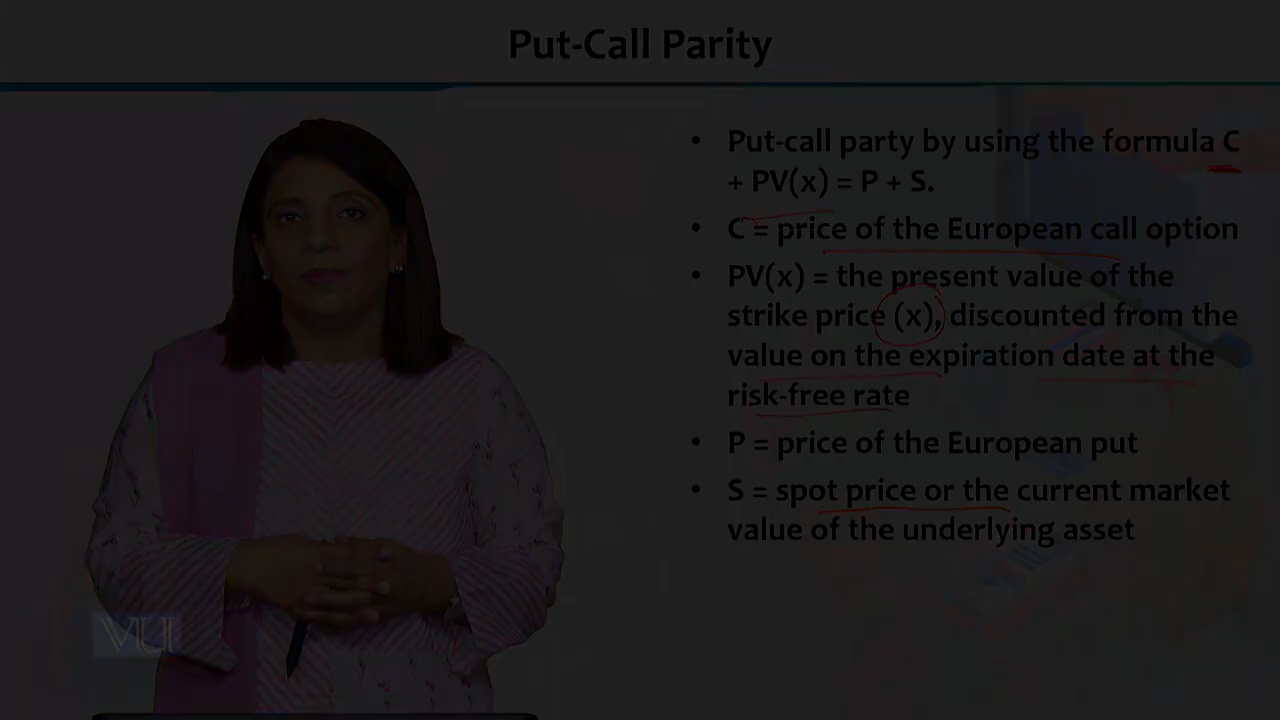 Put-Call Parity
• Put-call party by using the formula C
+ PV(x) = P + S.
• C = price of the European call option
• PV(x) = the present value of the
strike price (x), discounted from the
value on the expiration date at the
risk-free rate
• P = price of the European put
• S = spot price or the current market
value of the underlying asset
VU